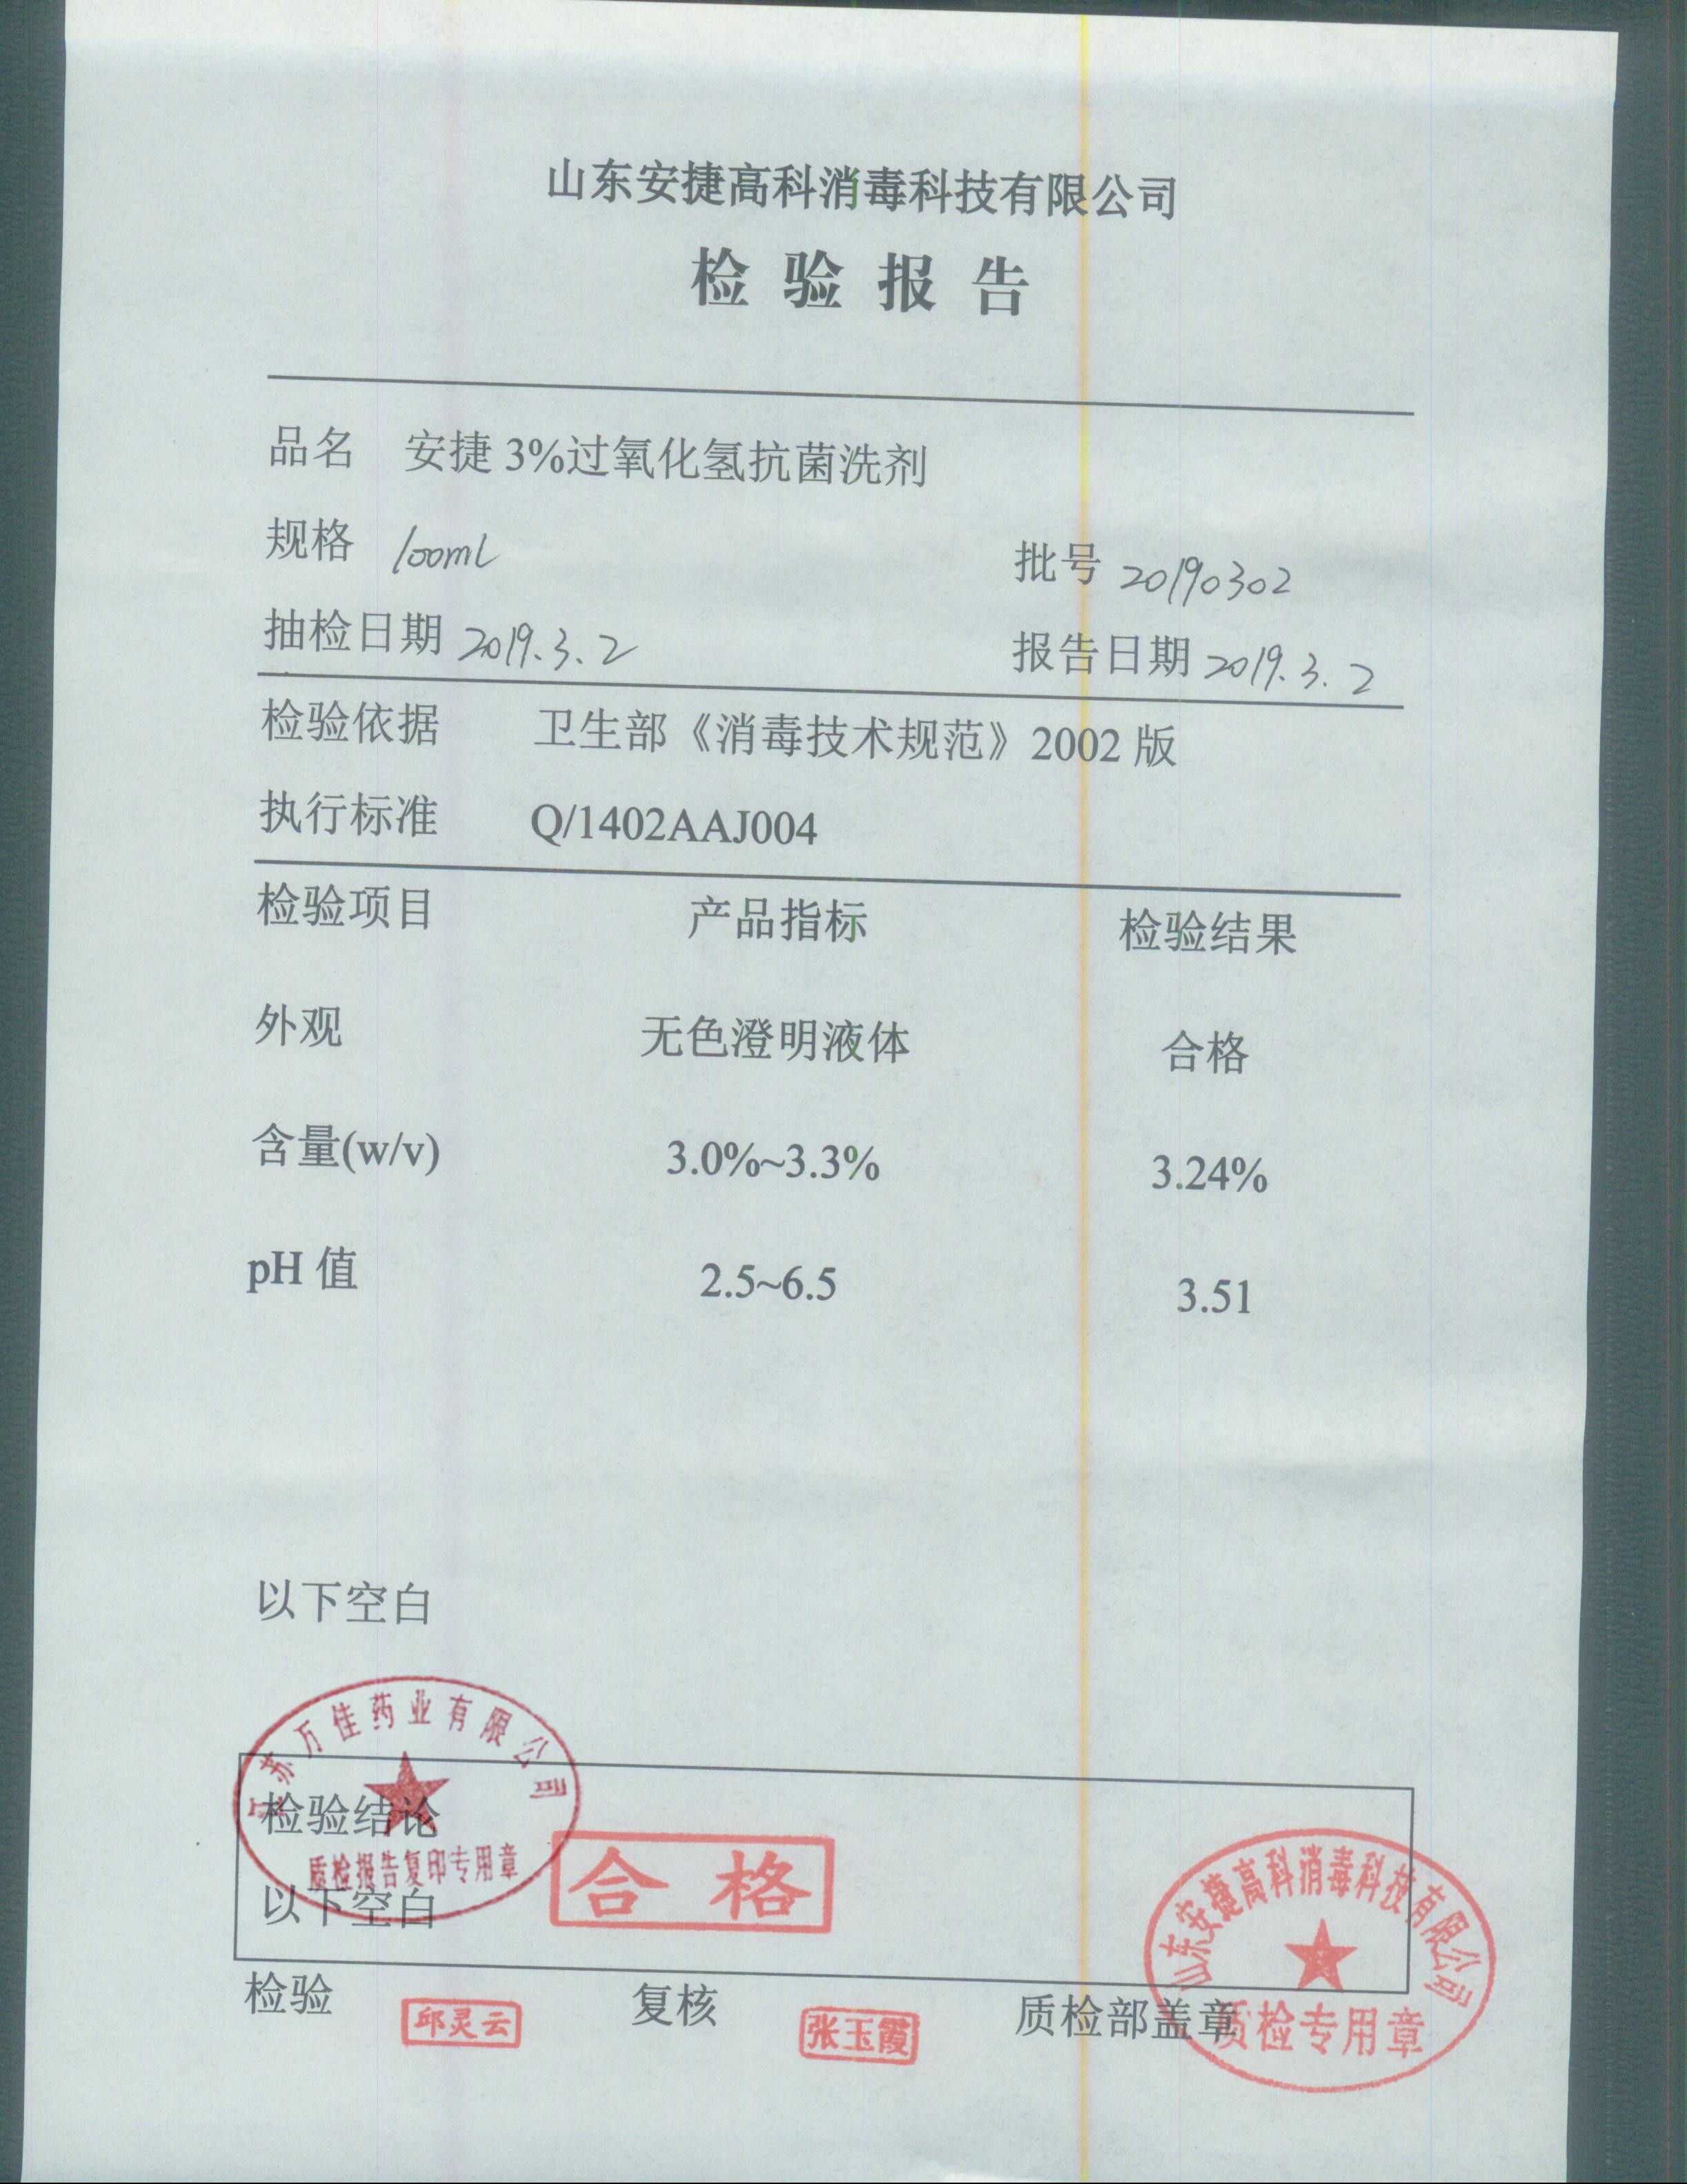 山东安捷高科消毒科技有限公司
检验报告
品名 安捷 3%过氧化氢抗菌洗剂
规格 100ml 批号 20190302
抽检日期 2019.3.2 报告日期 2019.3.2
检验依据 卫生部《消毒技术规范》2002 版
执行标准 Q/1402AAJ004
检验项目 产品指标 检验结果
外观 无色澄明液体 合格
含量(w/v) 3.0%~3.3% 3.24%
pH 值 2.5~6.5 3.51
以下空白
江苏万佳药业有限公司
检验结论
质检报告复印专用章
合格
以下空白
山东安捷高科消毒科技有限公司
质检专用章
检验 邱灵云 复核 张玉霞 质检部盖章